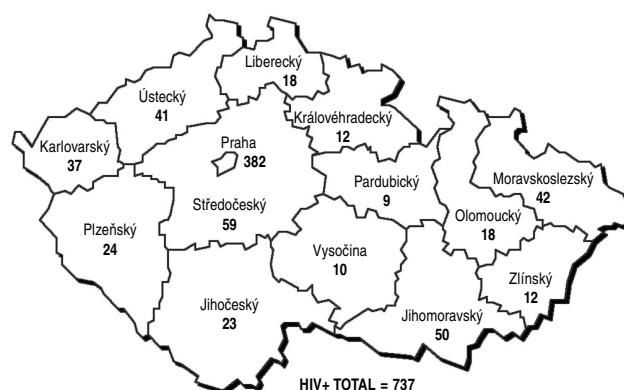 Liberecký
18
Ústecký
41
Královéhradecký
12
Karlovarský
37
Praha
382
Středočeský
59
Pardubický
9
Moravskoslezský
42
Olomoucký
18
Plzeňský
24
Vysočina
10
Zlínský
12
Jihočeský
23
Jihomoravský
50
HIV+ TOTAL = 737